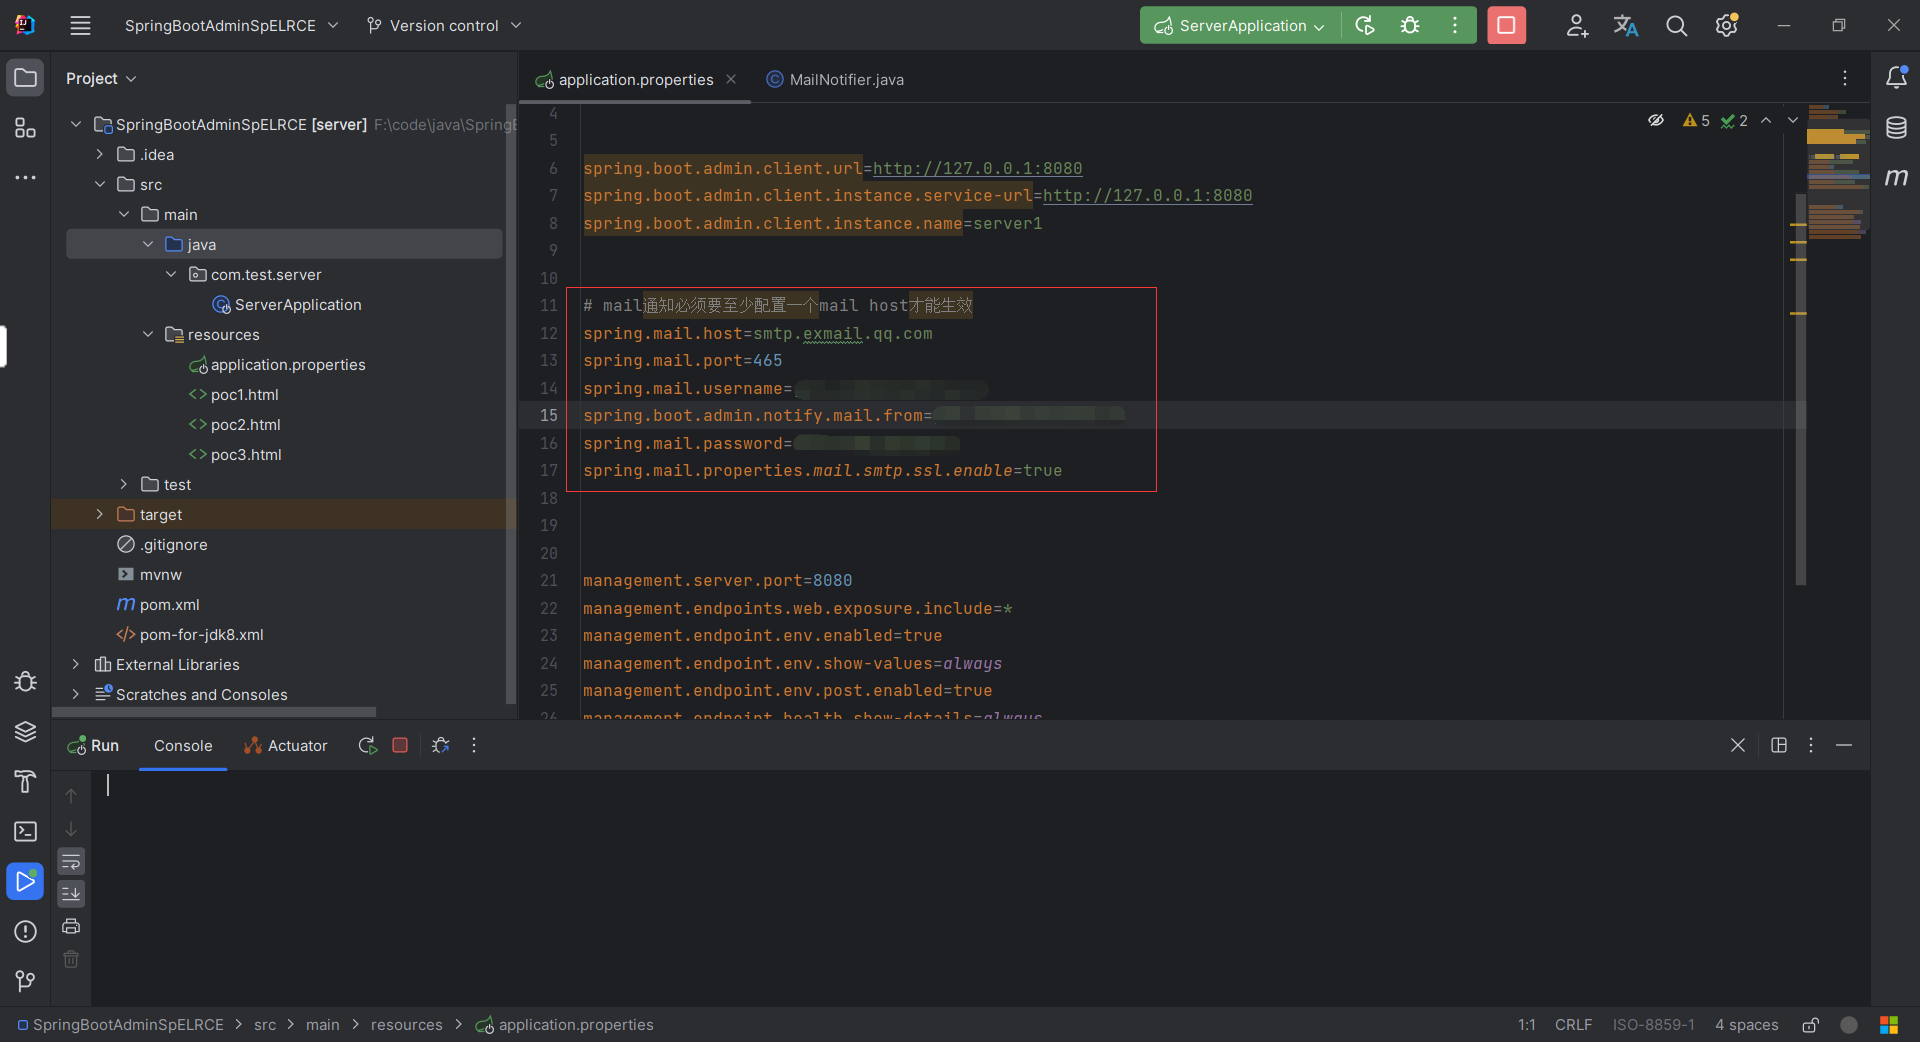 SpringBootAdminSpELRCE
Version control
ServerApplication
Project
application.properties
MailNotifier.java
SpringBootAdminSpELRCE [server] F:\code\java\Spring
.idea
src
main
java
com.test.server
ServerApplication
resources
application.properties
poc1.html
poc2.html
poc3.html
test
target
.gitignore
mvnw
pom.xml
pom-for-jdk8.xml
External Libraries
Scratches and Consoles
5 2
4
5
6 spring.boot.admin.client.url=http://127.0.0.1:8080
7 spring.boot.admin.client.instance.service-url=http://127.0.0.1:8080
8 spring.boot.admin.client.instance.name=server1
9
10
11 # mail通知必须要至少配置一个mail host才能生效
12 spring.mail.host=smtp.exmail.qq.com
13 spring.mail.port=465
14 spring.mail.username=
15 spring.boot.admin.notify.mail.from=
16 spring.mail.password=
17 spring.mail.properties.mail.smtp.ssl.enable=true
18
19
20
21 management.server.port=8080
22 management.endpoints.web.exposure.include=*
23 management.endpoint.env.enabled=true
24 management.endpoint.env.show-values=always
25 management.endpoint.env.post.enabled=true
26 management.endpoint.health.show-details=always
Run
Console
Actuator
SpringBootAdminSpELRCE > src > main > resources > application.properties
1:1 CRLF ISO-8859-1 4 spaces